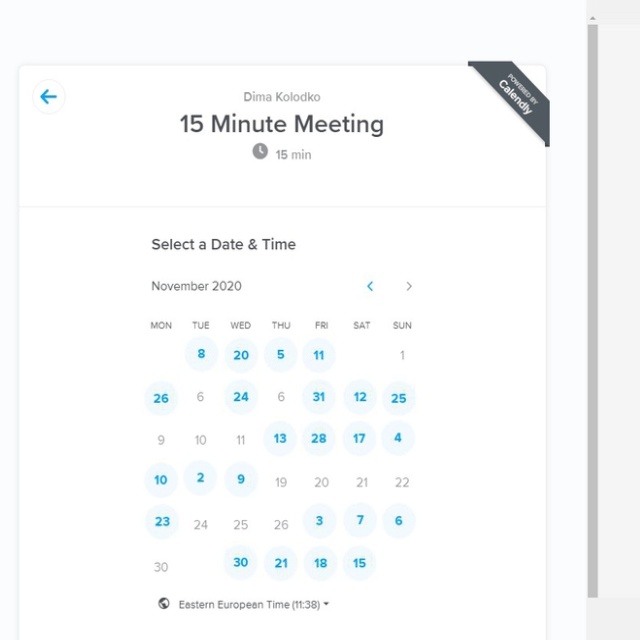 POWERED BY
Calendly
Dima Kolodko
15 Minute Meeting
15 min
Select a Date & Time
November 2020
MON TUE WED THU FRI SAT SUN
8 20 5 11 1
26 6 24 6 31 12 25
9 10 11 13 28 17 4
10 2 9 19 20 21 22
23 24 25 26 3 7 6
30 30 21 18 15
Eastern European Time (11:38)